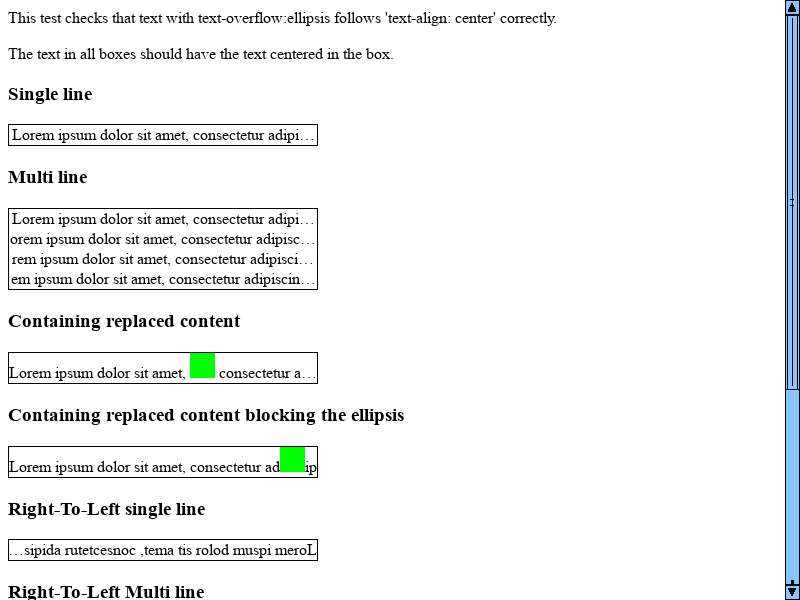 This test checks that text with text-overflow:ellipsis follows 'text-align: center' correctly.
The text in all boxes should have the text centered in the box.
Single line
Lorem ipsum dolor sit amet, consectetur adipi…
Multi line
Lorem ipsum dolor sit amet, consectetur adipi…
orem ipsum dolor sit amet, consectetur adipisc…
rem ipsum dolor sit amet, consectetur adipisci…
em ipsum dolor sit amet, consectetur adipiscin…
Containing replaced content
Lorem ipsum dolor sit amet, consectetur a…
Containing replaced content blocking the ellipsis
Lorem ipsum dolor sit amet, consectetur ad ip
Right-To-Left single line
…sipida rutetcesnoc ,tema tis rolod muspi meroL
Right-To-Left Multi line